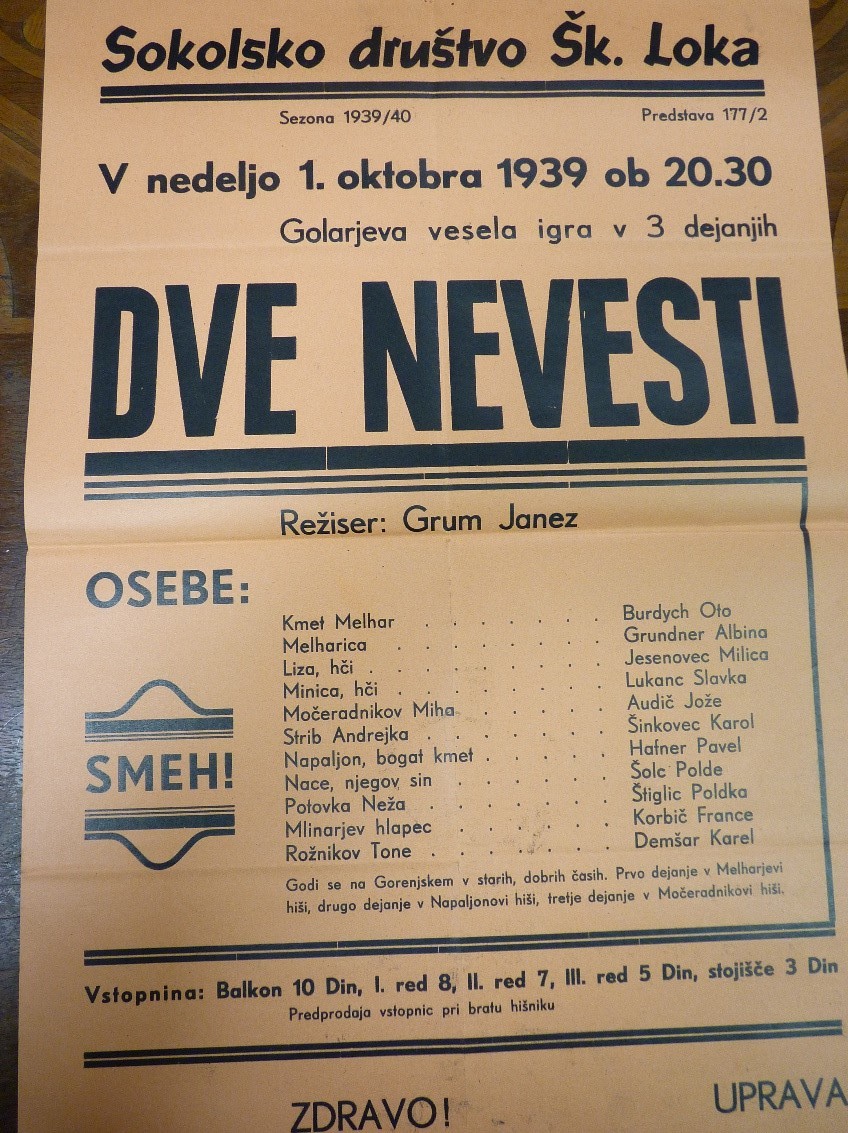 Sokolsko društvo Šk. Loka
Sezona 1939/40 Predstava 177/2
V nedeljo 1. oktobra 1939 ob 20.30
Golarjeva vesela igra v 3 dejanjih
DVE NEVESTI
Režiser: Grum Janez
OSEBE:
Kmet Melhar . . . . . . . Burdych Oto
Melharica . . . . . . . . Grundner Albina
Liza, hči . . . . . . . . . Jesenovec Milica
Minica, hči . . . . . . . . Lukanc Slavka
Močeradnikov Miha . . . . . Audič Jože
Strib Andrejka . . . . . . . Šinkovec Karol
Napaljon, bogat kmet . . . . . Hafner Pavel
Nace, njegov sin . . . . . . Šolc Polde
Potovka Neža . . . . . . . Štiglic Poldka
Mlinarjev hlapec . . . . . . Korbič France
Rožnikov Tone . . . . . . . Demšar Karel
SMEH!
Godi se na Gorenjskem v starih, dobrih časih. Prvo dejanje v Melharjevi
hiši, drugo dejanje v Napaljonovi hiši, tretje dejanje v Močeradnikovi hiši.
Vstopnina: Balkon 10 Din, I. red 8, II. red 7, III. red 5 Din, stojišče 3 Din
Predprodaja vstopnic pri bratu hišniku
ZDRAVO! UPRAVA